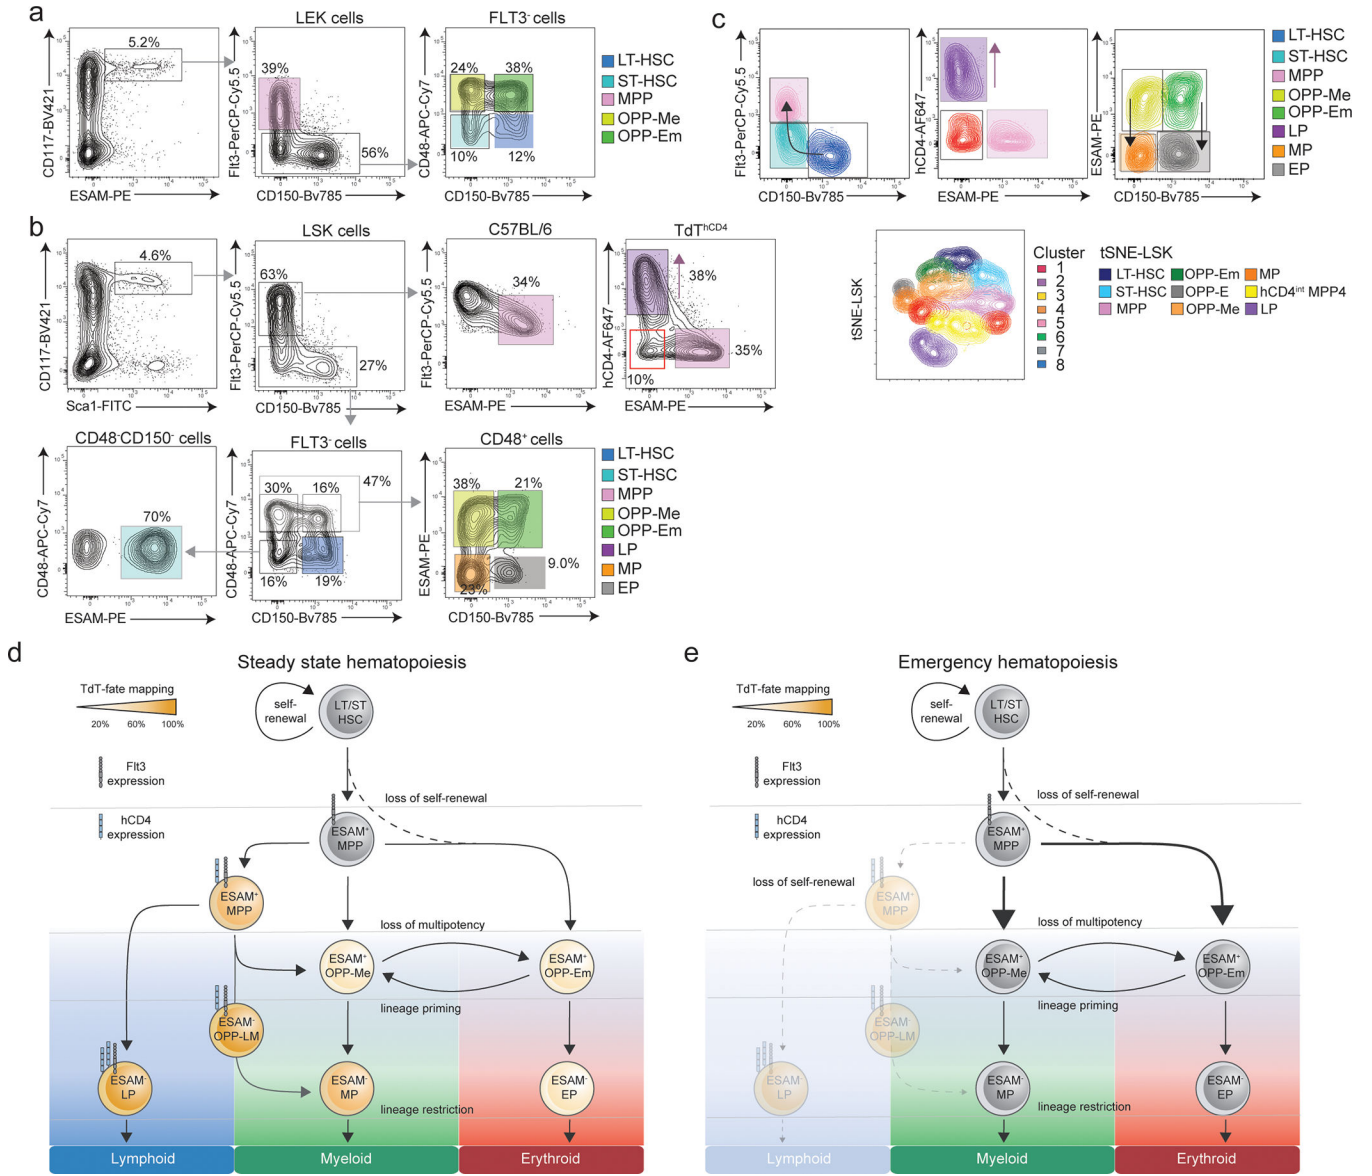 a
LEK cells
FLT3⁻ cells
5.2%
CD117-BV421
ESAM-PE
39%
56%
Flt3-PerCP-Cy5.5
CD150-Bv785
24%
38%
10%
12%
CD48-APC-Cy7
CD150-Bv785
LT-HSC
ST-HSC
MPP
OPP-Me
OPP-Em
b
LSK cells
C57BL/6
TdT^hCD4
4.6%
CD117-BV421
Sca1-FITC
63%
27%
Flt3-PerCP-Cy5.5
CD150-Bv785
34%
Flt3-PerCP-Cy5.5
ESAM-PE
38%
35%
10%
hCD4-AF647
ESAM-PE
CD48⁻CD150⁻ cells
FLT3⁻ cells
CD48⁺ cells
70%
CD48-APC-Cy7
ESAM-PE
30%
16%
47%
16%
19%
CD48-APC-Cy7
CD150-Bv785
38%
21%
23%
9.0%
ESAM-PE
CD150-Bv785
LT-HSC
ST-HSC
MPP
OPP-Me
OPP-Em
LP
MP
EP
c
Flt3-PerCP-Cy5.5
CD150-Bv785
hCD4-AF647
ESAM-PE
ESAM-PE
CD150-Bv785
LT-HSC
ST-HSC
MPP
OPP-Me
OPP-Em
LP
MP
EP
tSNE-LSK
tSNE-LSK
Cluster
1
2
3
4
5
6
7
8
tSNE-LSK
LT-HSC
OPP-Em
MP
ST-HSC
OPP-E
hCD4^int MPP4
MPP
OPP-Me
LP
d
Steady state hematopoiesis
TdT-fate mapping
20% 60% 100%
Flt3
expression
hCD4
expression
self-
renewal
LT/ST
HSC
loss of self-renewal
ESAM⁺
MPP
ESAM⁺
MPP
loss of multipotency
ESAM⁺
OPP-Me
ESAM⁺
OPP-Em
lineage priming
ESAM⁻
OPP-LM
ESAM⁻
LP
ESAM⁻
MP
ESAM⁻
EP
lineage restriction
Lymphoid
Myeloid
Erythroid
e
Emergency hematopoiesis
TdT-fate mapping
20% 60% 100%
Flt3
expression
hCD4
expression
self-
renewal
LT/ST
HSC
loss of self-renewal
ESAM⁺
MPP
loss of self-renewal
ESAM⁺
MPP
loss of multipotency
ESAM⁺
OPP-Me
ESAM⁺
OPP-Em
lineage priming
ESAM⁻
OPP-LM
ESAM⁻
LP
ESAM⁻
MP
ESAM⁻
EP
lineage restriction
Lymphoid
Myeloid
Erythroid